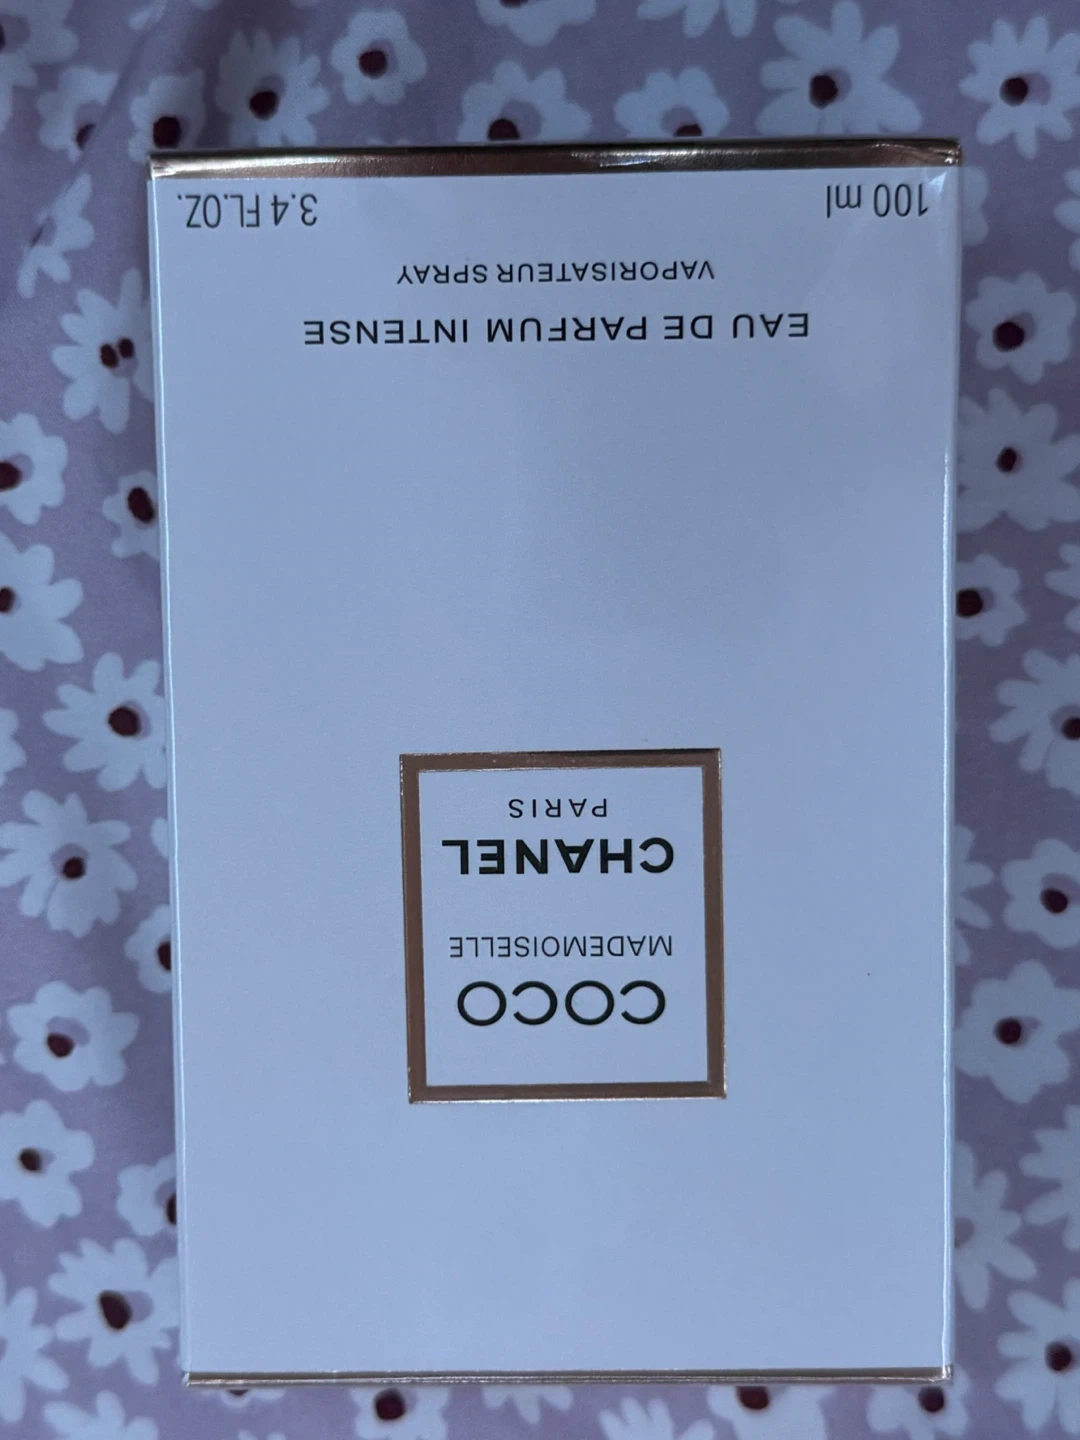 COCO
MADEMOISELLE
CHANEL
PARIS
EAU DE PARFUM INTENSE
VAPORISATEUR SPRAY
100 ml 3.4 FL.OZ.